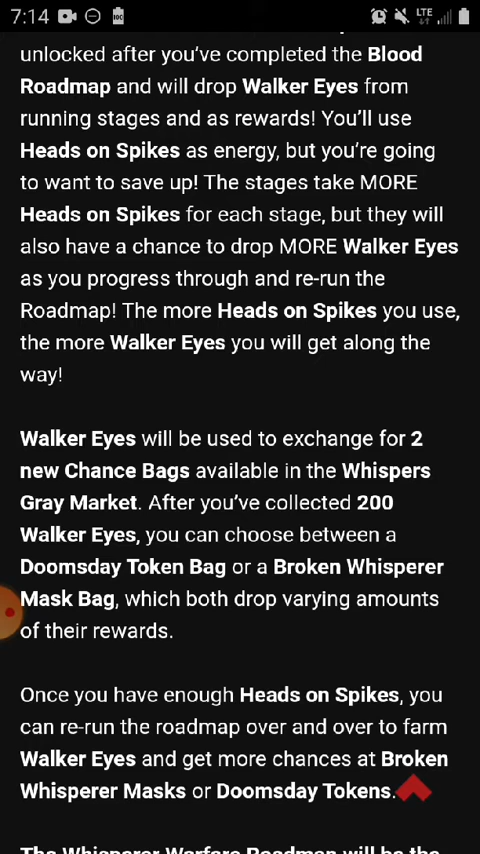 7:14
LTE
unlocked after you've completed the Blood
Roadmap and will drop Walker Eyes from
running stages and as rewards! You'll use
Heads on Spikes as energy, but you're going
to want to save up! The stages take MORE
Heads on Spikes for each stage, but they will
also have a chance to drop MORE Walker Eyes
as you progress through and re-run the
Roadmap! The more Heads on Spikes you use,
the more Walker Eyes you will get along the
way!
Walker Eyes will be used to exchange for 2
new Chance Bags available in the Whispers
Gray Market. After you've collected 200
Walker Eyes, you can choose between a
Doomsday Token Bag or a Broken Whisperer
Mask Bag, which both drop varying amounts
of their rewards.
Once you have enough Heads on Spikes, you
can re-run the roadmap over and over to farm
Walker Eyes and get more chances at Broken
Whisperer Masks or Doomsday Tokens.
The Whisperer Warfare Roadmap will be the